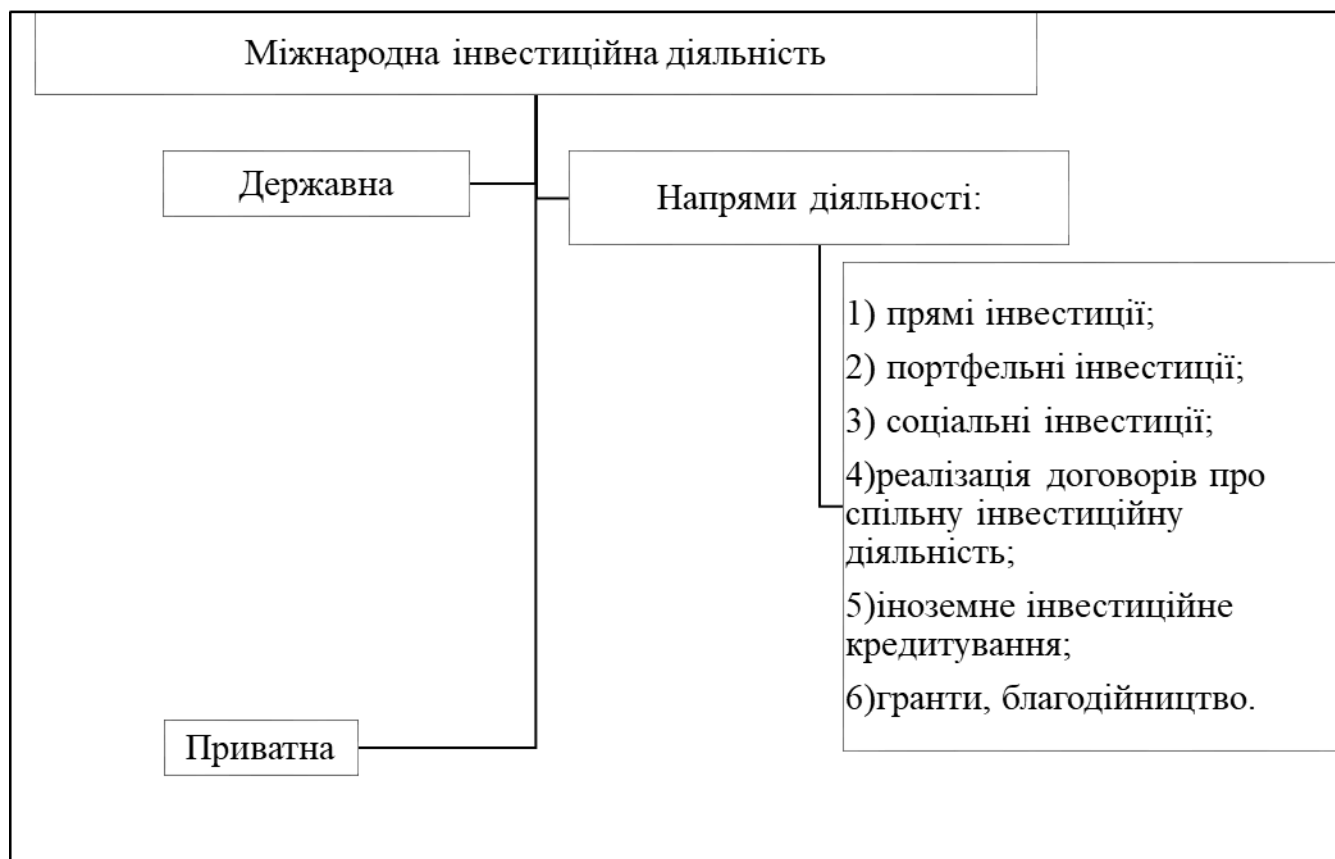 Міжнародна інвестиційна діяльність
Державна
Напрями діяльності:
1) прямі інвестиції;
2) портфельні інвестиції;
3) соціальні інвестиції;
4)реалізація договорів про
спільну інвестиційну
діяльність;
5)іноземне інвестиційне
кредитування;
6)гранти, благодійництво.
Приватна